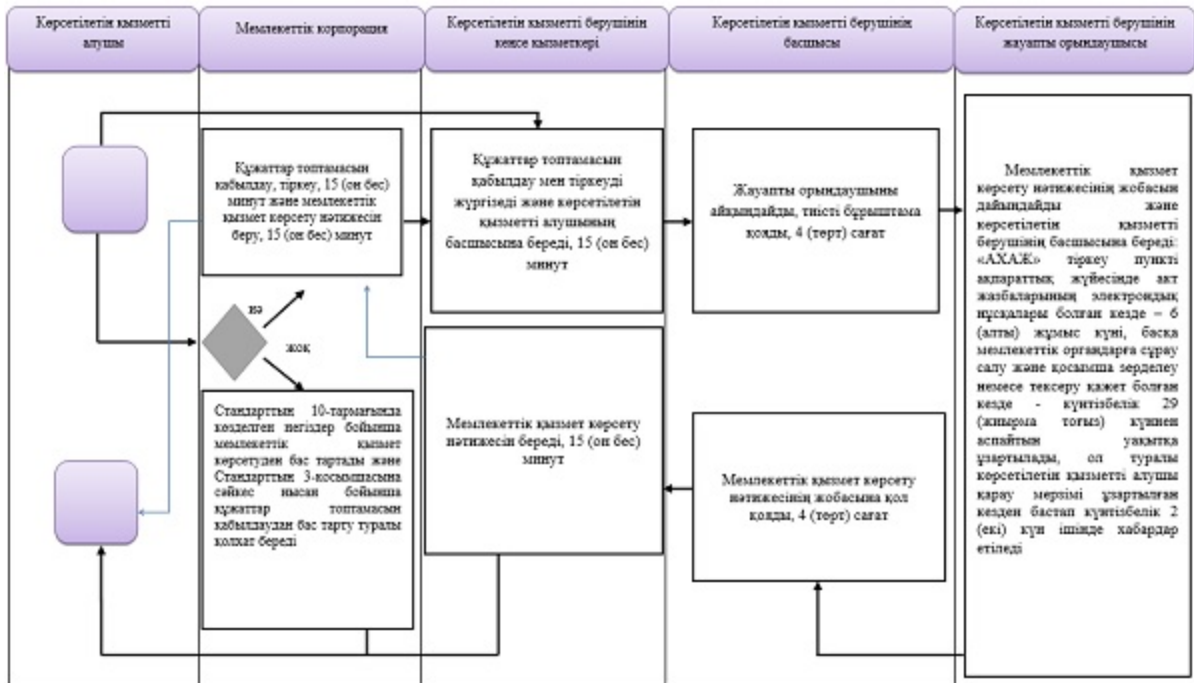 Көрсетілетін қызметті
алушы
Мемлекеттік корпорация
Көрсетілетін қызметті берушінің
кеңсе қызметкері
Көрсетілетін қызметті берушінің
басшысы
Көрсетілетін қызметті берушінің
жауапты орындаушысы
Құжаттар топтамасын
қабылдау, тіркеу, 15 (он бес)
минут және мемлекеттік
қызмет көрсету нәтижесін
беру, 15 (он бес) минут
иә
жоқ
Стандарттың 10-тармағында
көзделген негіздер бойынша
мемлекеттік қызмет
көрсетуден бас тартады және
Стандарттың 3-қосымшасына
сәйкес нысан бойынша
құжаттар топтамасын
қабылдаудан бас тарту туралы
қолхат береді
Құжаттар топтамасын
қабылдау мен тіркеуді
жүргізеді және көрсетілетін
қызметті алушының
басшысына береді, 15 (он бес)
минут
Мемлекеттік қызмет көрсету
нәтижесін береді, 15 (он бес)
минут
Жауапты орындаушыны
айқындайды, тиісті бұрыштама
қояды, 4 (төрт) сағат
Мемлекеттік қызмет көрсету
нәтижесінің жобасына қол
қояды, 4 (төрт) сағат
Мемлекеттік қызмет
көрсету нәтижесінің жобасын
дайындайды және
көрсетілетін қызметті
берушінің басшысына береді:
«АХАЖ» тіркеу пункті
ақпараттық жүйесінде акт
жазбаларының электрондық
нұсқалары болған кезде – 6
(алты) жұмыс күні, басқа
мемлекеттік органдарға сұрау
салу және қосымша зерделеу
немесе тексеру қажет болған
кезде - күнтізбелік 29
(жиырма тоғыз) күннен
аспайтын уақытқа
ұзартылады, ол туралы
көрсетілетін қызметті алушы
қарау мерзімі ұзартылған
кезден бастап күнтізбелік 2
(екі) күн ішінде хабардар
етіледі